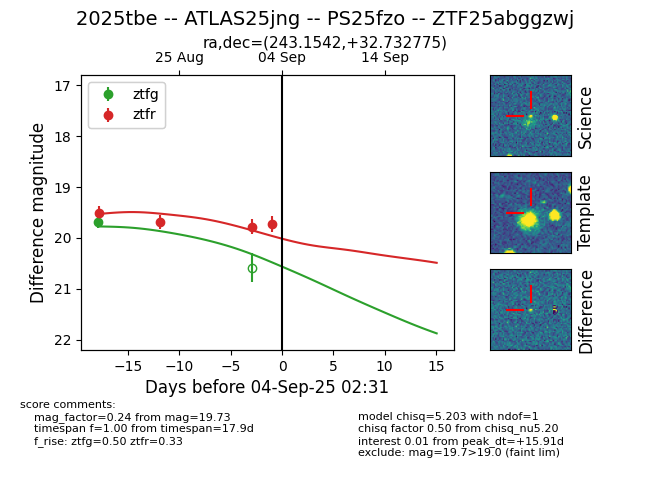 2025tbe -- ATLAS25jng -- PS25fzo -- ZTF25abggzwj
ra,dec=(243.1542,+32.732775)
25 Aug 04 Sep 14 Sep
17
18
19
20
21
22
Difference magnitude
ztfg
ztfr
−15 −10 −5 0 5 10 15
Days before 04-Sep-25 02:31
Science
Template
Difference
score comments:
mag_factor=0.24 from mag=19.73
timespan f=1.00 from timespan=17.9d
f_rise: ztfg=0.50 ztfr=0.33
model chisq=5.203 with ndof=1
chisq factor 0.50 from chisq_nu5.20
interest 0.01 from peak_dt=+15.91d
exclude: mag=19.7>19.0 (faint lim)